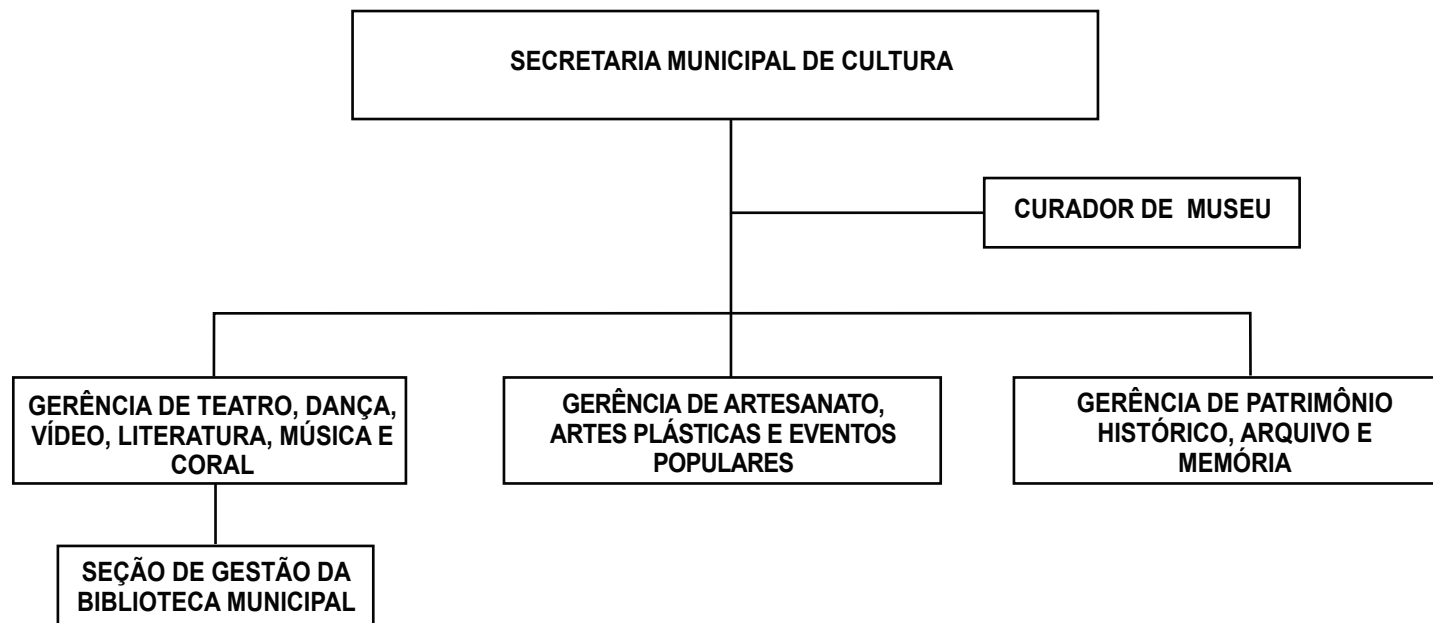 SECRETARIA MUNICIPAL DE CULTURA
CURADOR DE MUSEU
GERÊNCIA DE TEATRO, DANÇA,
VÍDEO, LITERATURA, MÚSICA E
CORAL
GERÊNCIA DE ARTESANATO,
ARTES PLÁSTICAS E EVENTOS
POPULARES
GERÊNCIA DE PATRIMÔNIO
HISTÓRICO, ARQUIVO E
MEMÓRIA
SEÇÃO DE GESTÃO DA
BIBLIOTECA MUNICIPAL